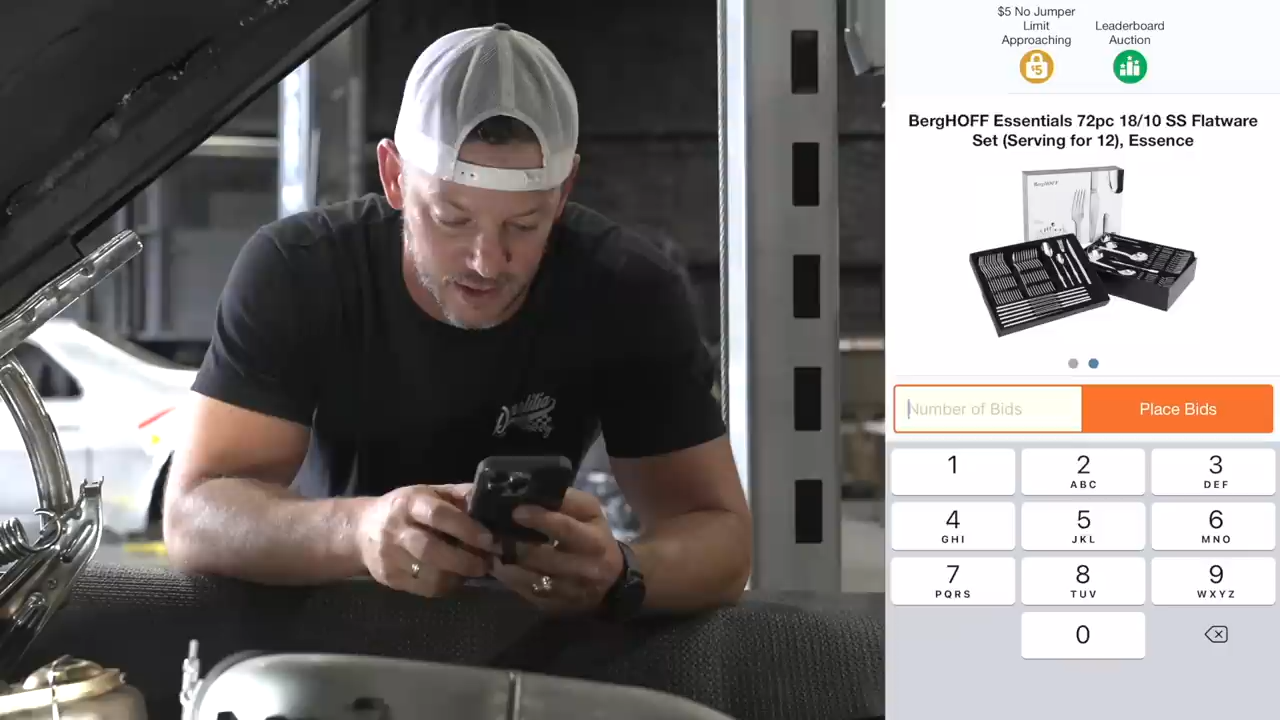 $5 No Jumper
Limit
Approaching
Leaderboard
Auction
$5
BergHOFF Essentials 72pc 18/10 SS Flatware
Set (Serving for 12), Essence
BergHOFF
Number of Bids
Place Bids
1
2
ABC
3
DEF
4
GHI
5
JKL
6
MNO
7
PQRS
8
TUV
9
WXYZ
0